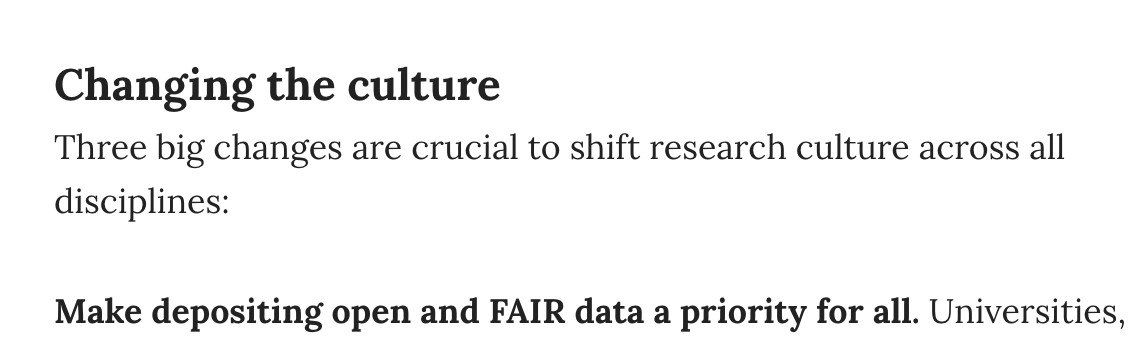 Changing the culture
Three big changes are crucial to shift research culture across all
disciplines:
Make depositing open and FAIR data a priority for all. Universities,